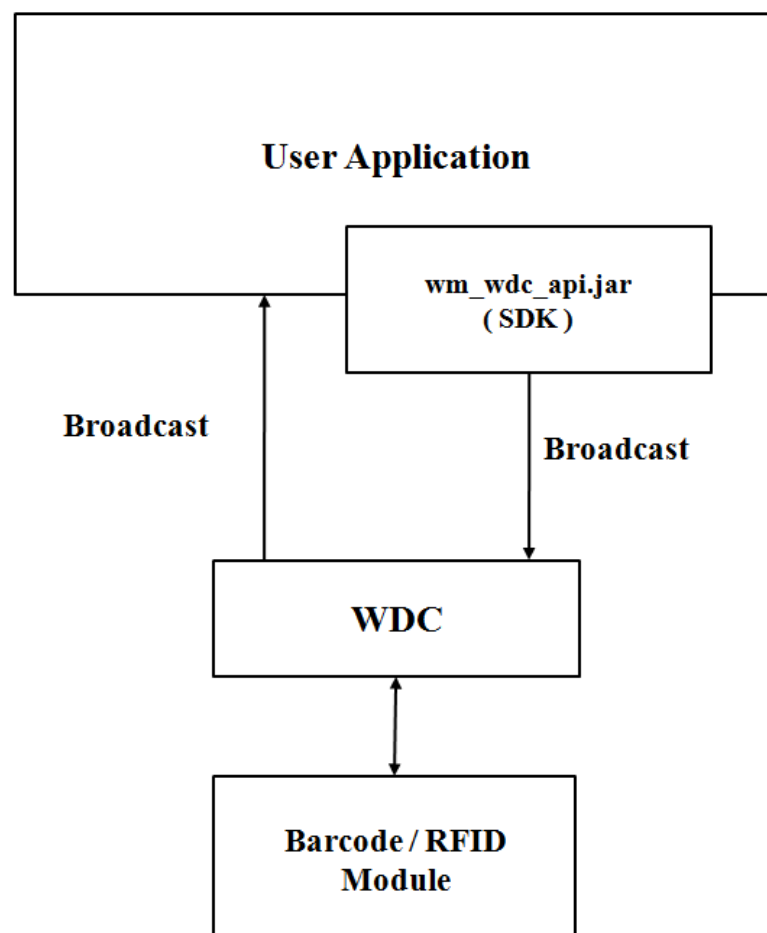 User Application
wm_wdc_api.jar
( SDK )
Broadcast
Broadcast
WDC
Barcode / RFID
Module